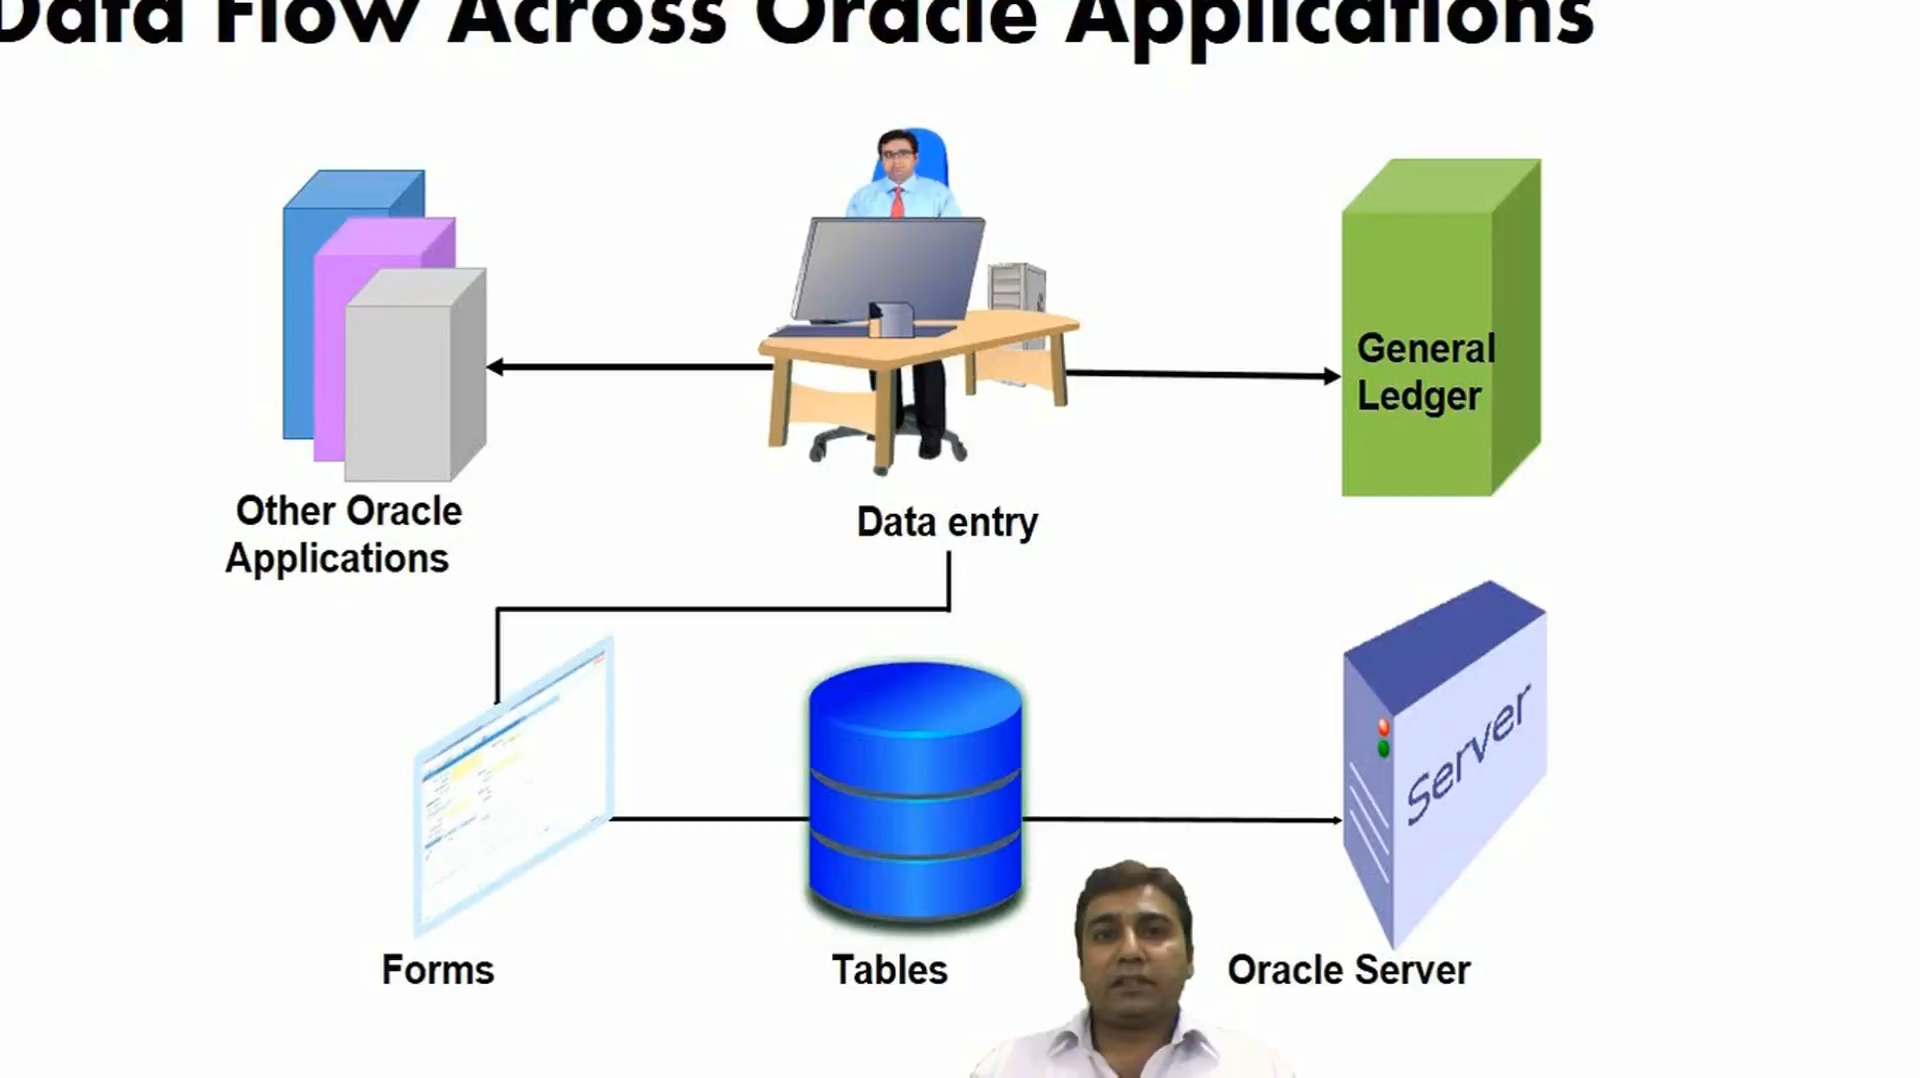 Data Flow Across Oracle Applications
General
Ledger
Other Oracle
Applications
Data entry
Server
Forms
Tables
Oracle Server